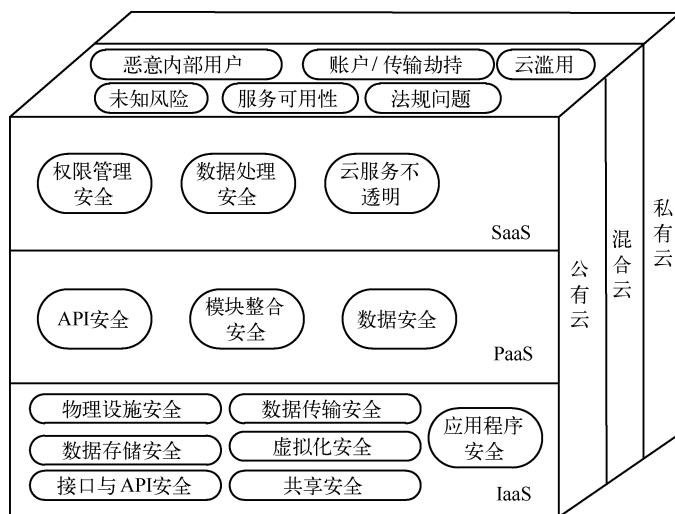 恶意内部用户
账户/传输劫持
云滥用
未知风险
服务可用性
法规问题
权限管理
安全
数据处理
安全
云服务不
透明
SaaS
API安全
模块整合
安全
数据安全
PaaS
物理设施安全
数据传输安全
数据存储安全
虚拟化安全
接口与API安全
共享安全
应用程序
安全
IaaS
公有云
混合云
私有云